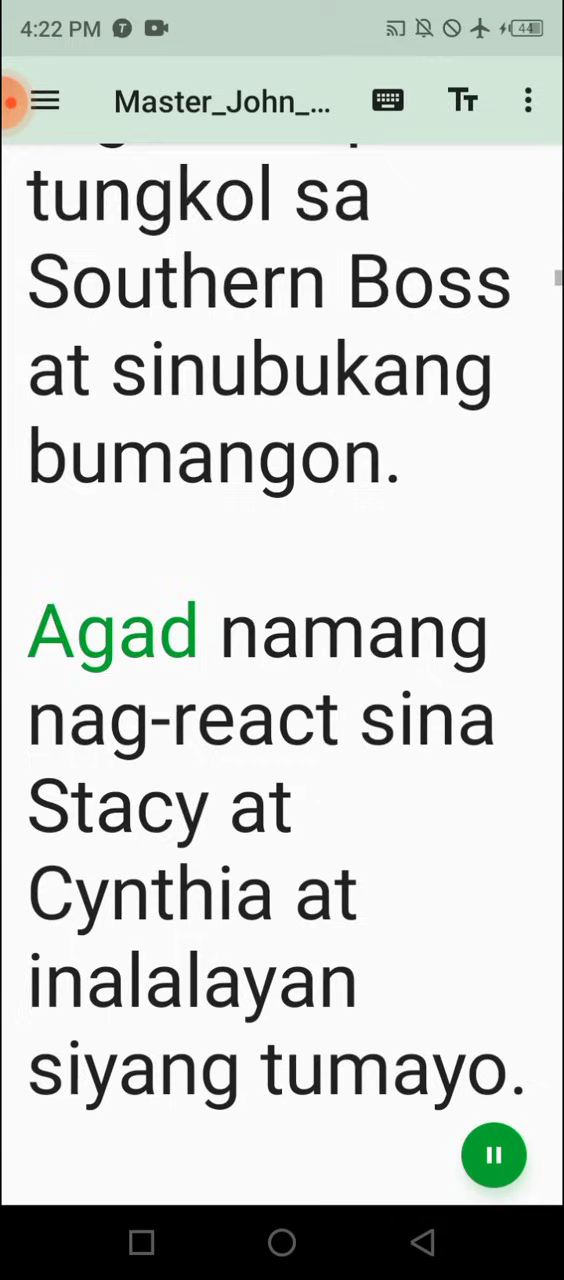 4:22 PM
44
Master_John_...
tungkol sa
Southern Boss
at sinubukang
bumangon.
Agad namang
nag-react sina
Stacy at
Cynthia at
inalalayan
siyang tumayo.